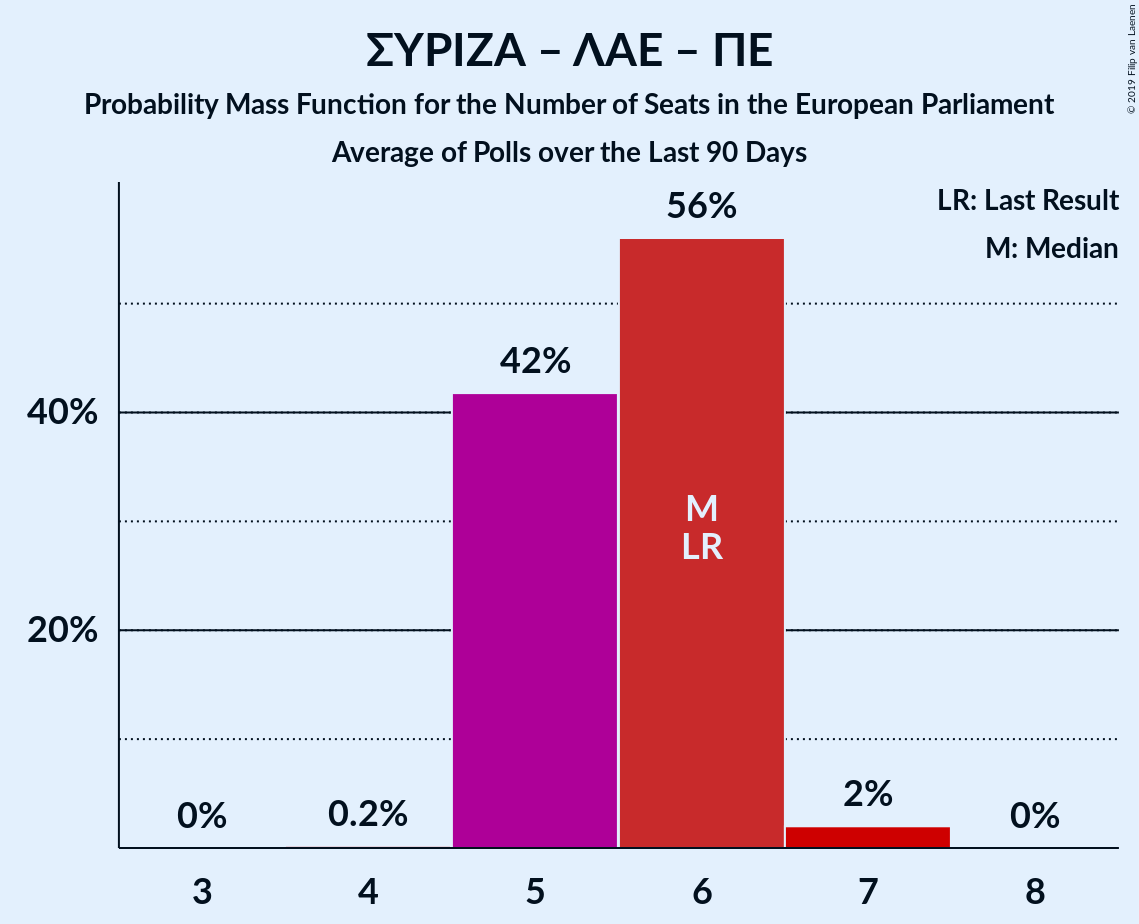 ΣΥΡΙΖΑ – ΛΑΕ – ΠΕ
Probability Mass Function for the Number of Seats in the European Parliament
Average of Polls over the Last 90 Days
© 2019 Filip van Laenen
LR: Last Result
M: Median
56%
42%
40%
M
LR
20%
2%
0%
0.2%
0%
3
4
5
6
7
8